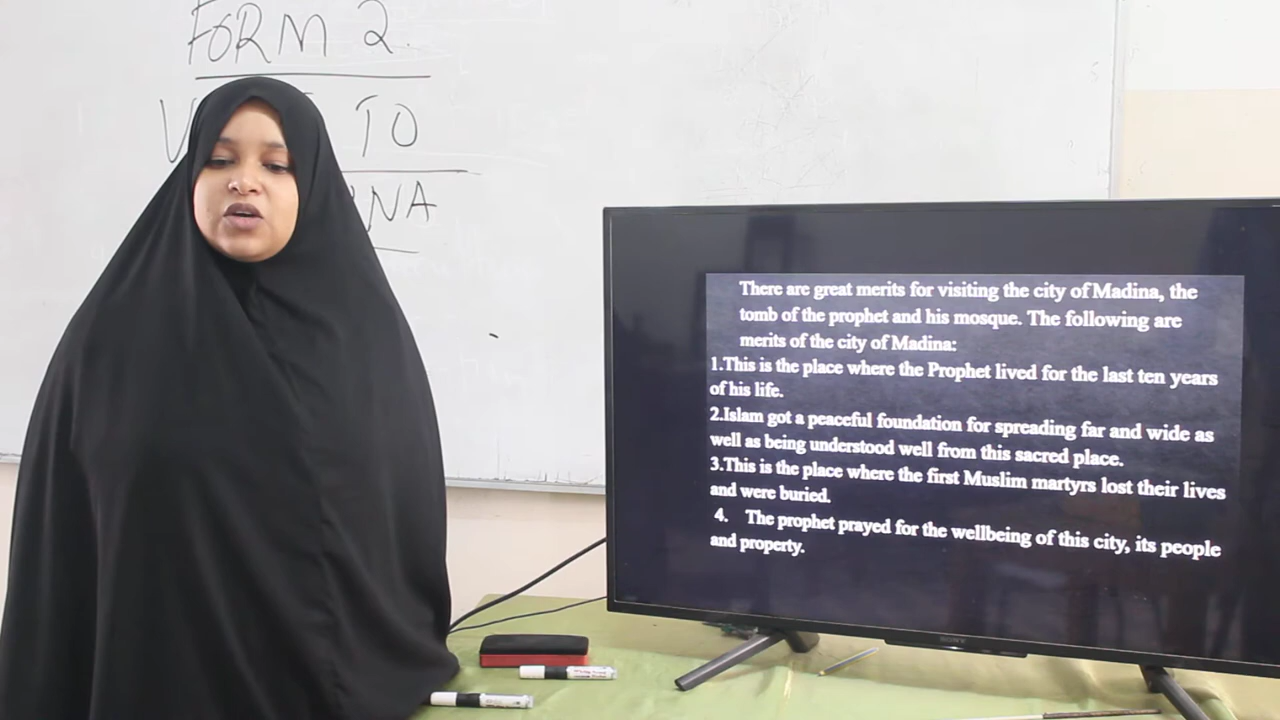 FORM 2.
TO
There are great merits for visiting the city of Madina, the
tomb of the prophet and his mosque. The following are
merits of the city of Madina:
1.This is the place where the Prophet lived for the last ten years
of his life.
2.Islam got a peaceful foundation for spreading far and wide as
well as being understood well from this sacred place.
3.This is the place where the first Muslim martyrs lost their lives
and were buried.
4. The prophet prayed for the wellbeing of this city, its people
and property.
SONY